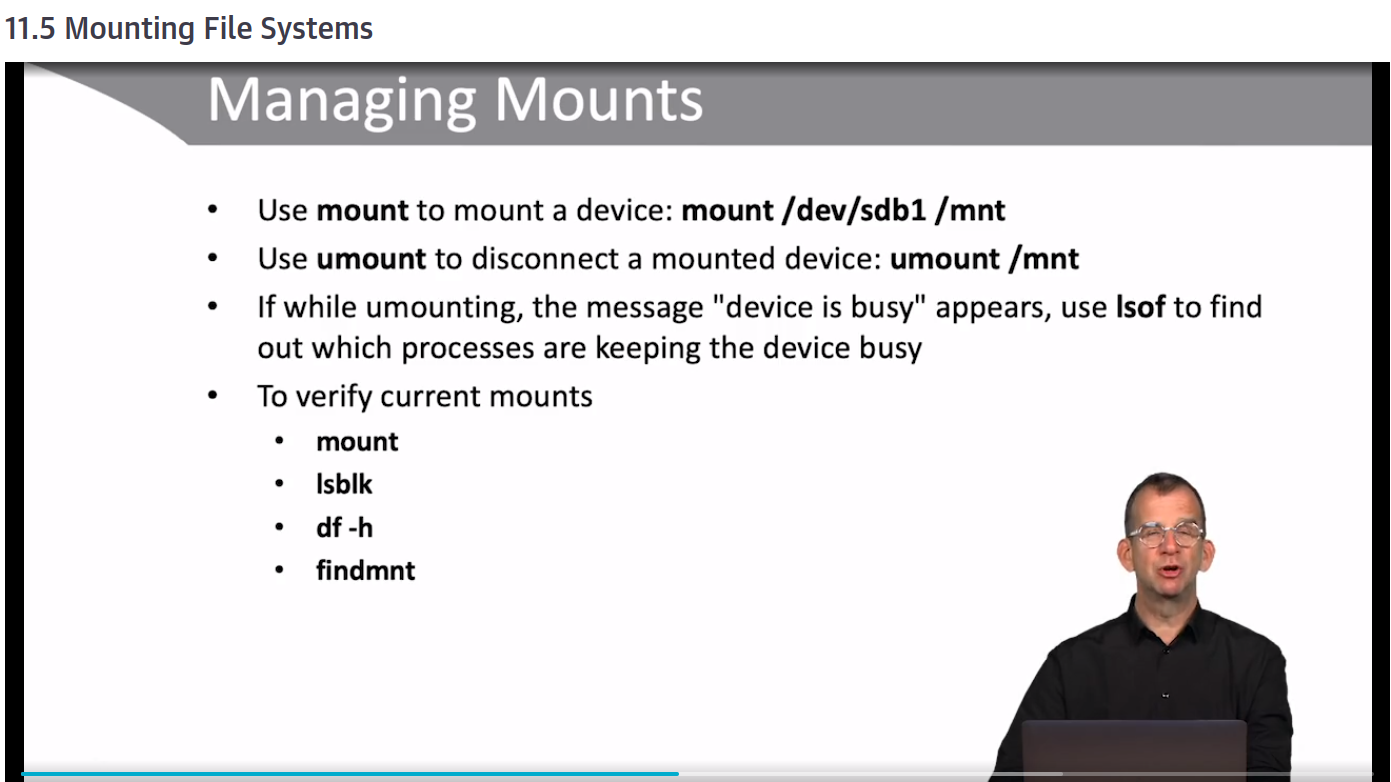 11.5 Mounting File Systems
Managing Mounts
• Use mount to mount a device: mount /dev/sdb1 /mnt
• Use umount to disconnect a mounted device: umount /mnt
• If while umounting, the message "device is busy" appears, use lsof to find
out which processes are keeping the device busy
• To verify current mounts
• mount
• lsblk
• df -h
• findmnt